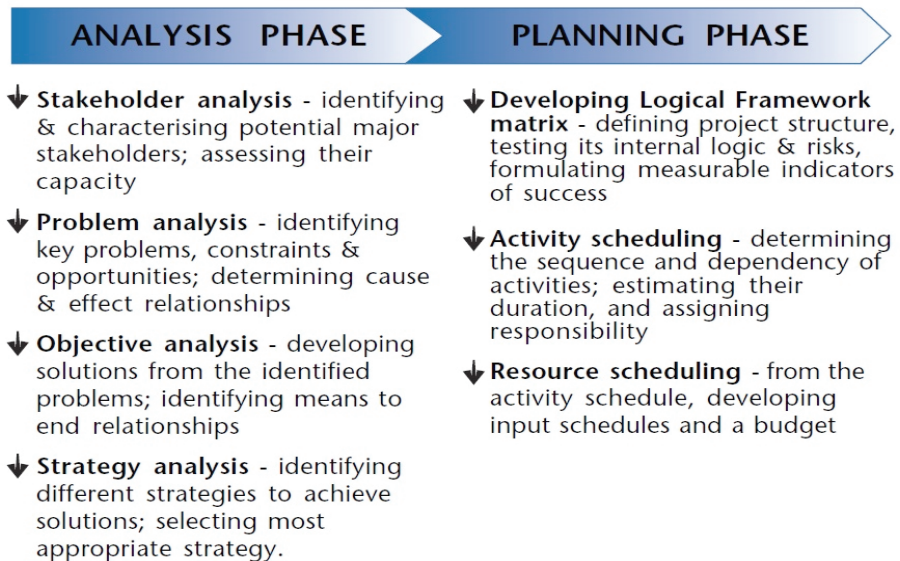 ANALYSIS PHASE
PLANNING PHASE
Stakeholder analysis - identifying
& characterising potential major
stakeholders; assessing their
capacity
Problem analysis - identifying
key problems, constraints &
opportunities; determining cause
& effect relationships
Objective analysis - developing
solutions from the identified
problems; identifying means to
end relationships
Strategy analysis - identifying
different strategies to achieve
solutions; selecting most
appropriate strategy.
Developing Logical Framework
matrix - defining project structure,
testing its internal logic & risks,
formulating measurable indicators
of success
Activity scheduling - determining
the sequence and dependency of
activities; estimating their
duration, and assigning
responsibility
Resource scheduling - from the
activity schedule, developing
input schedules and a budget